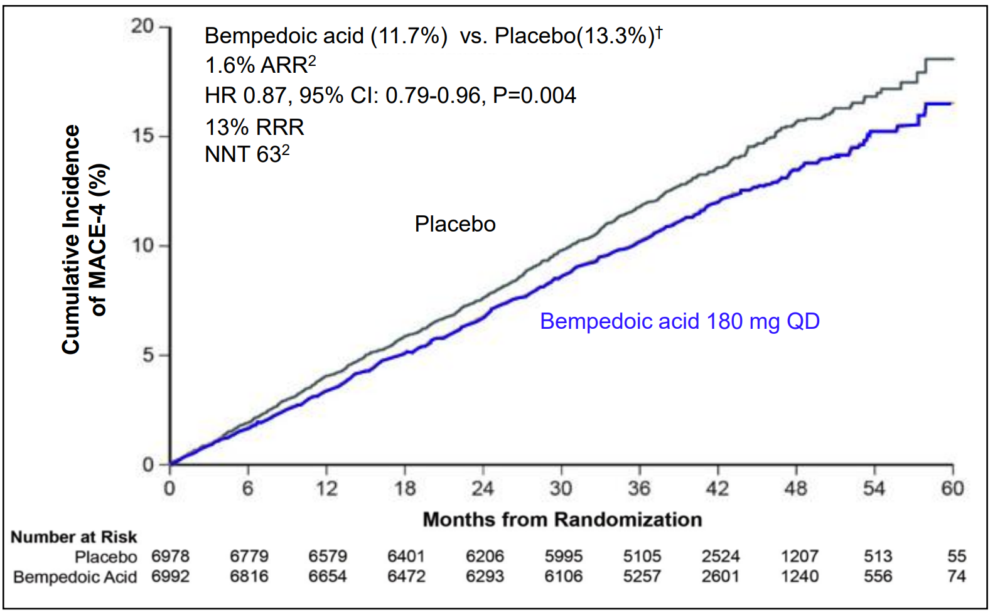 Bempedoic acid (11.7%)  vs. Placebo(13.3%)†
1.6% ARR²
HR 0.87, 95% CI: 0.79-0.96, P=0.004
13% RRR
NNT 63²
Cumulative Incidence
of MACE-4 (%)
20
15
10
5
0
Placebo
Bempedoic acid 180 mg QD
0 6 12 18 24 30 36 42 48 54 60
Months from Randomization
Number at Risk
Placebo 6978 6779 6579 6401 6206 5995 5105 2524 1207 513 55
Bempedoic Acid 6992 6816 6654 6472 6293 6106 5257 2601 1240 556 74